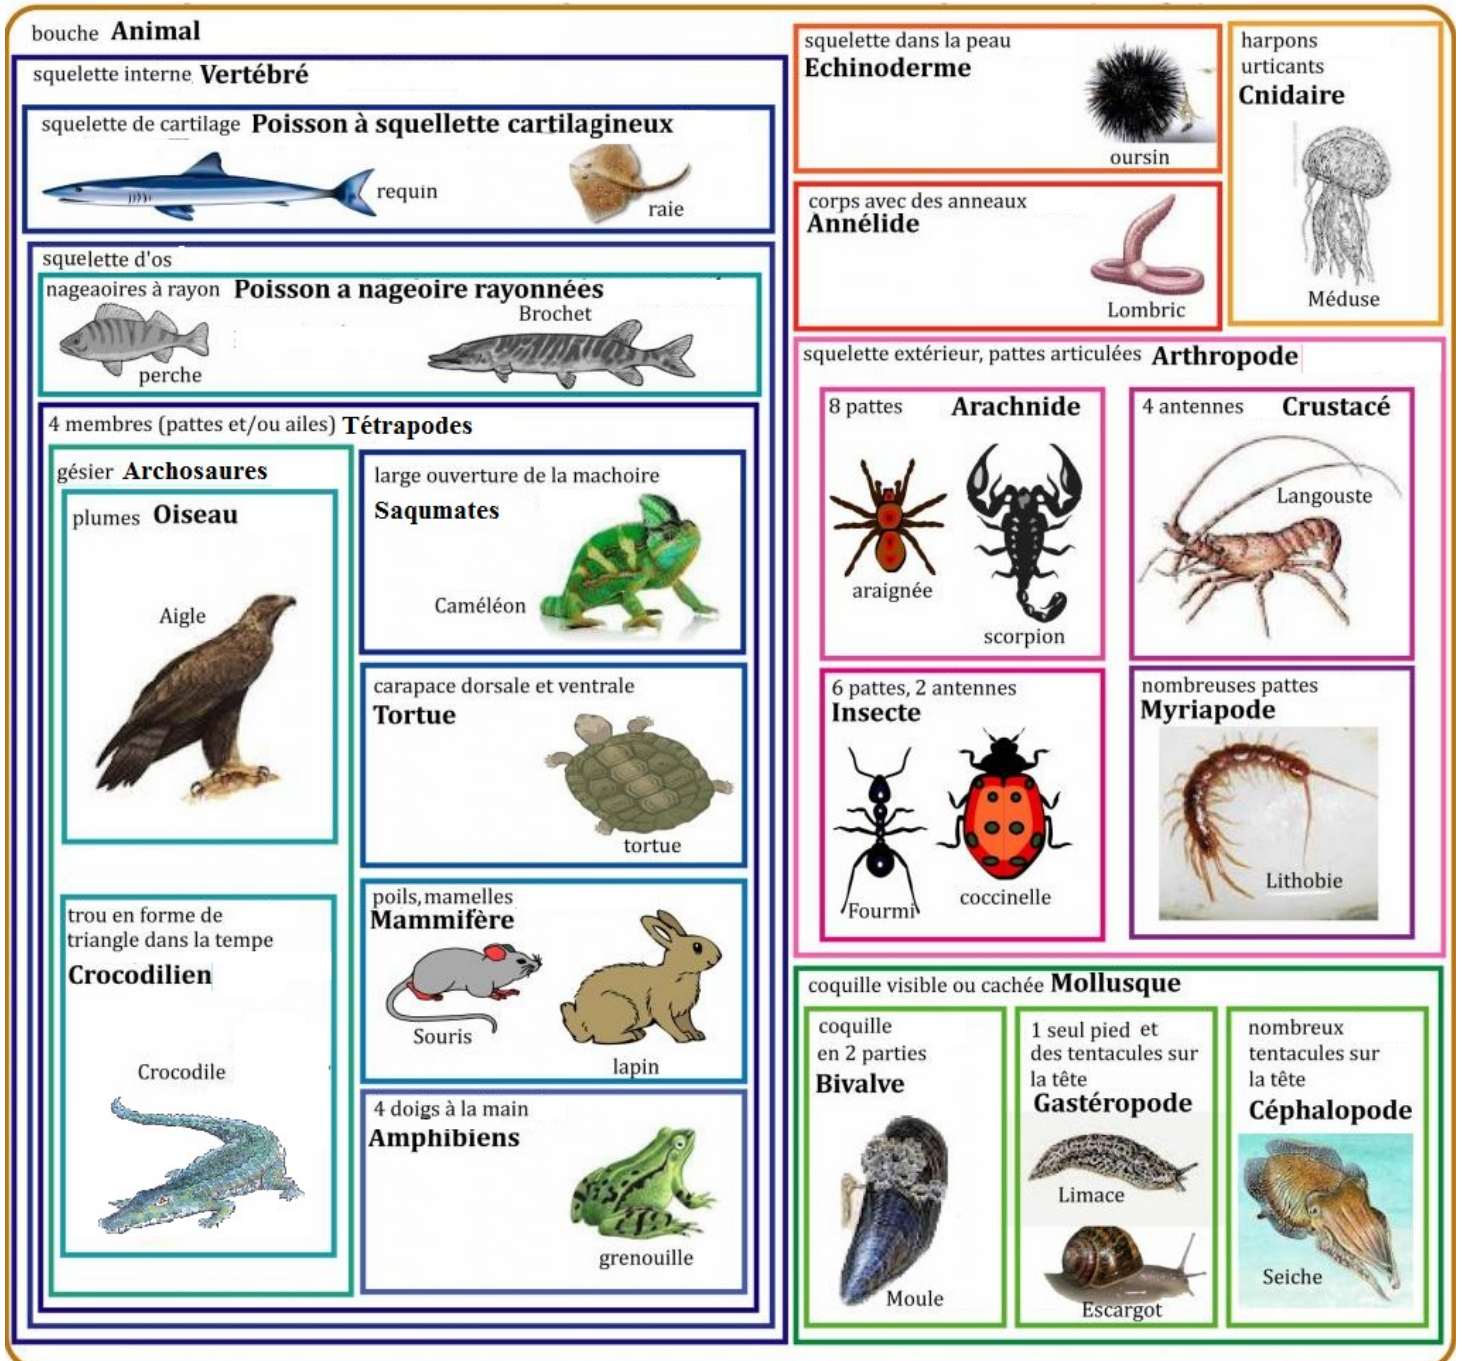 bouche Animal
squelette interne Vertébré
squelette de cartilage Poisson à squellette cartilagineux
requin
raie
squelette d'os
nageaoires à rayon Poisson a nageoire rayonnées
Brochet
perche
4 membres (pattes et/ou ailes) Tétrapodes
gésier Archosaures
plumes Oiseau
Aigle
trou en forme de
triangle dans la tempe
Crocodilien
Crocodile
large ouverture de la machoire
Saqumates
Caméléon
carapace dorsale et ventrale
Tortue
tortue
poils, mamelles
Mammifère
Souris
lapin
4 doigs à la main
Amphibiens
grenouille
squelette dans la peau
Echinoderme
oursin
corps avec des anneaux
Annélide
Lombric
harpons
urticants
Cnidaire
Méduse
squelette extérieur, pattes articulées Arthropode
8 pattes Arachnide
araignée
scorpion
4 antennes Crustacé
Langouste
6 pattes, 2 antennes
Insecte
Fourmi
coccinelle
nombreuses pattes
Myriapode
Lithobie
coquille visible ou cachée Mollusque
coquille
en 2 parties
Bivalve
Moule
1 seul pied et
des tentacules sur
la tête
Gastéropode
Limace
Escargot
nombreux
tentacules sur
la tête
Céphalopode
Seiche